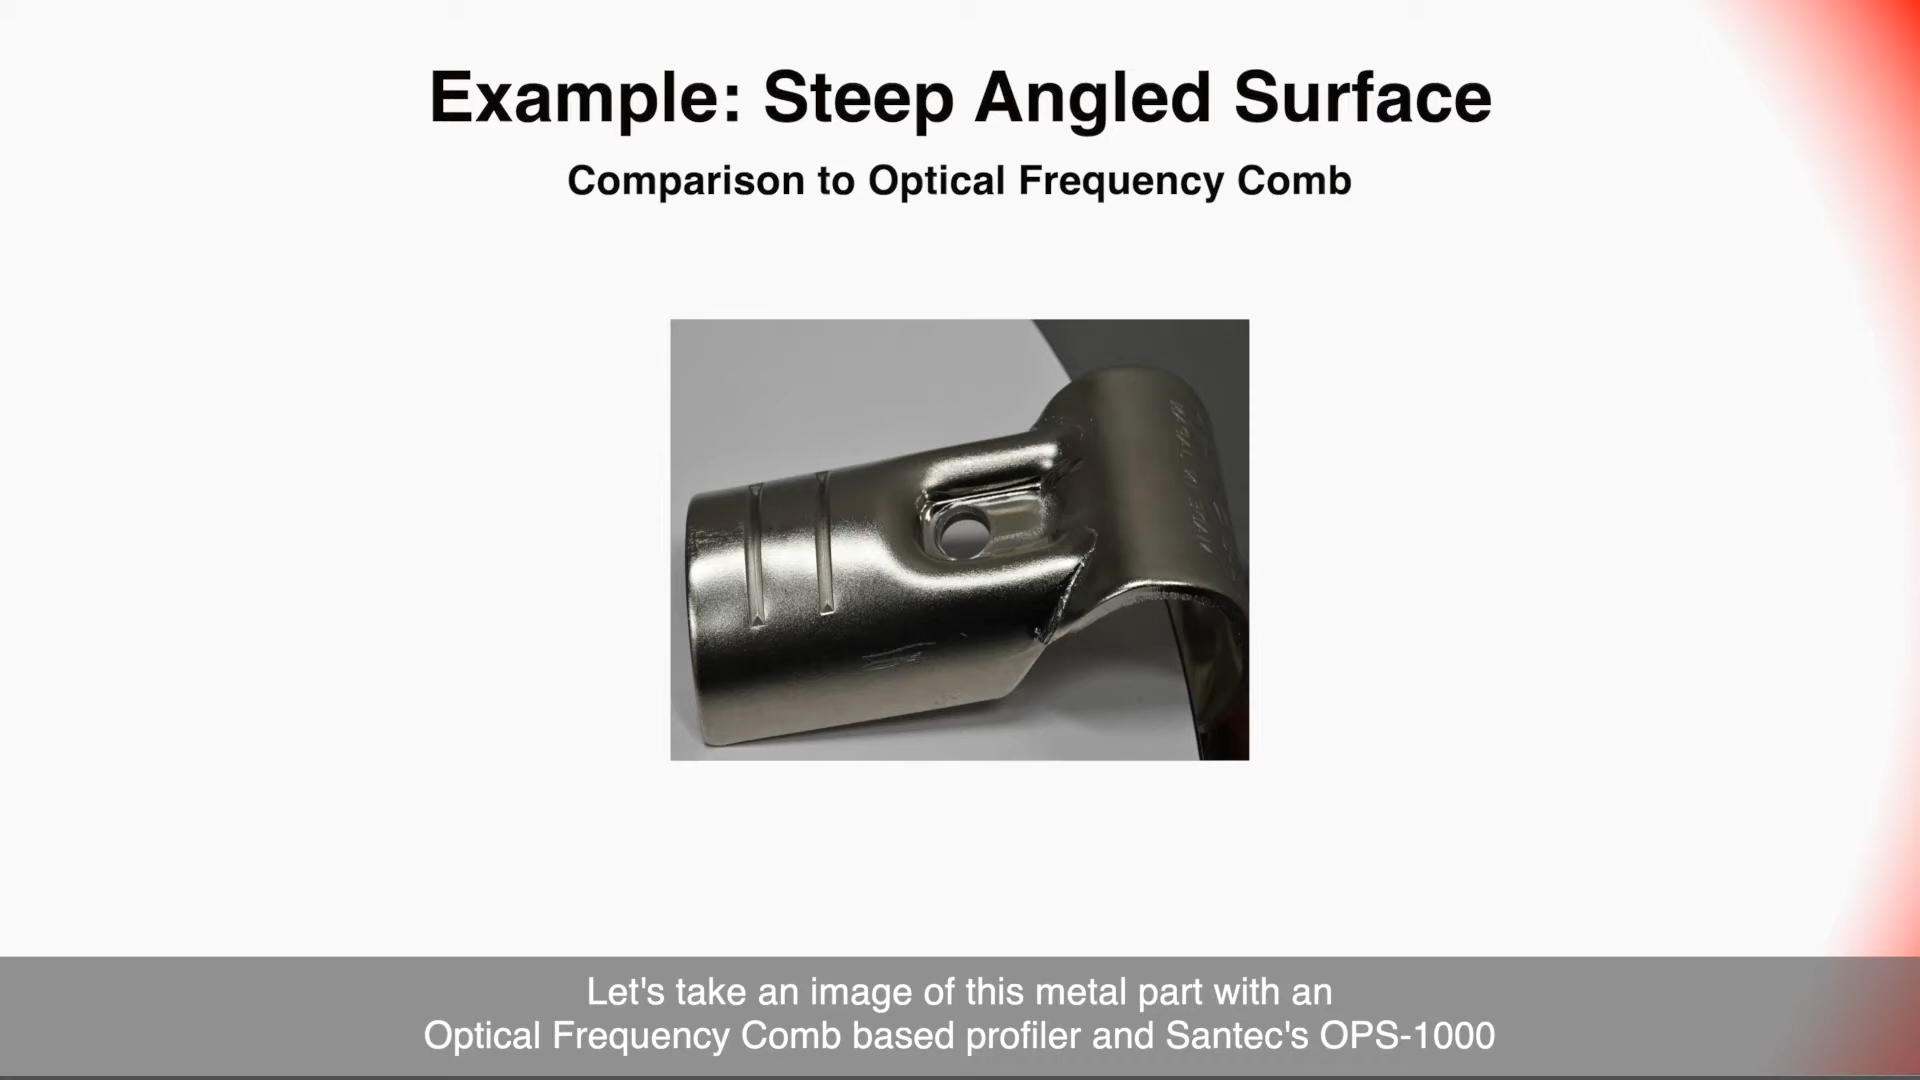 Example: Steep Angled Surface
Comparison to Optical Frequency Comb
Let's take an image of this metal part with an
Optical Frequency Comb based profiler and Santec's OPS-1000